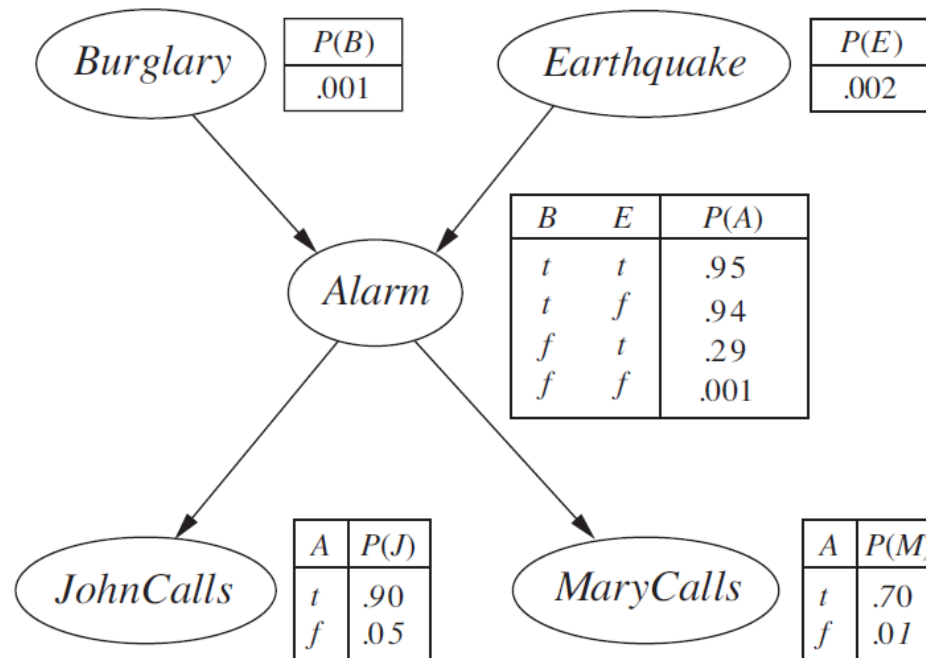 Burglary
P(B)
.001
Earthquake
P(E)
.002
B E P(A)
t t .95
t f .94
f t .29
f f .001
Alarm
JohnCalls
A P(J)
t .90
f .05
MaryCalls
A P(M)
t .70
f .01